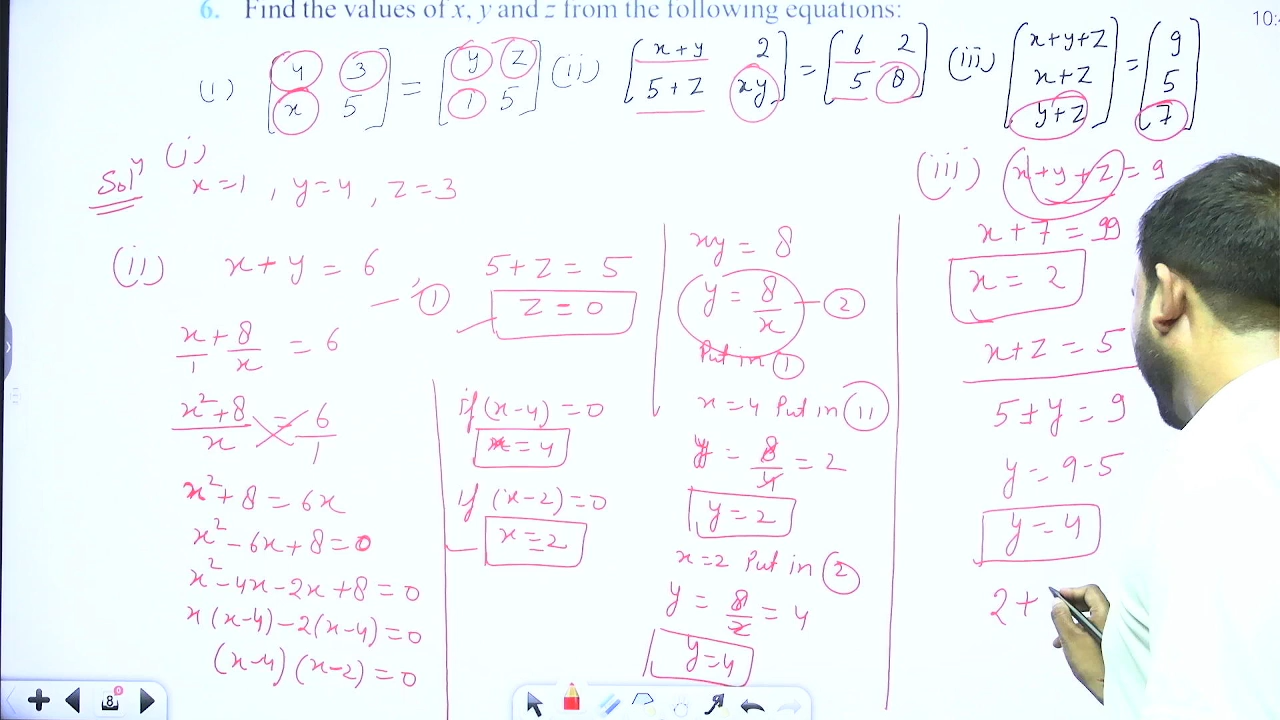 6. Find the values of x, y and z from the following equations:
10:
(i) [4 3 x 5] = [y z 1 5] (ii) [x+y 2 5+z xy] = [6 2 5 8] (iii) [x+y+z x+z y+z] = [9 5 7]
Solⁿ (i)
x=1, y=4, z=3
(ii) x+y=6 — ①
x/1 + 8/x = 6
(x²+8)/x = 6/1
x²+8=6x
x²-6x+8=0
x²-4x-2x+8=0
x(x-4)-2(x-4)=0
(x-4)(x-2)=0
5+z=5
z=0
if (x-4)=0
x=4
if (x-2)=0
x=2
xy=8
y=8/x — ②
Put in ①
x=4 Put in (11)
y=8/4=2
y=2
x=2 Put in ②
y=8/2=4
y=4
(iii) x+y+z=9
x+7=99
x=2
x+z=5
5+y=9
y=9-5
y=4
2+
8